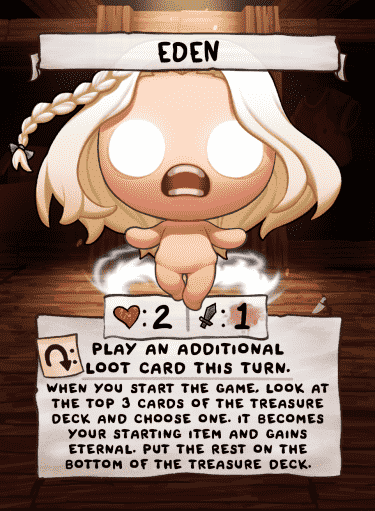 EDEN
:2 :1
: PLAY AN ADDITIONAL
LOOT CARD THIS TURN.
WHEN YOU START THE GAME, LOOK AT
THE TOP 3 CARDS OF THE TREASURE
DECK AND CHOOSE ONE. IT BECOMES
YOUR STARTING ITEM AND GAINS
ETERNAL. PUT THE REST ON THE
BOTTOM OF THE TREASURE DECK.